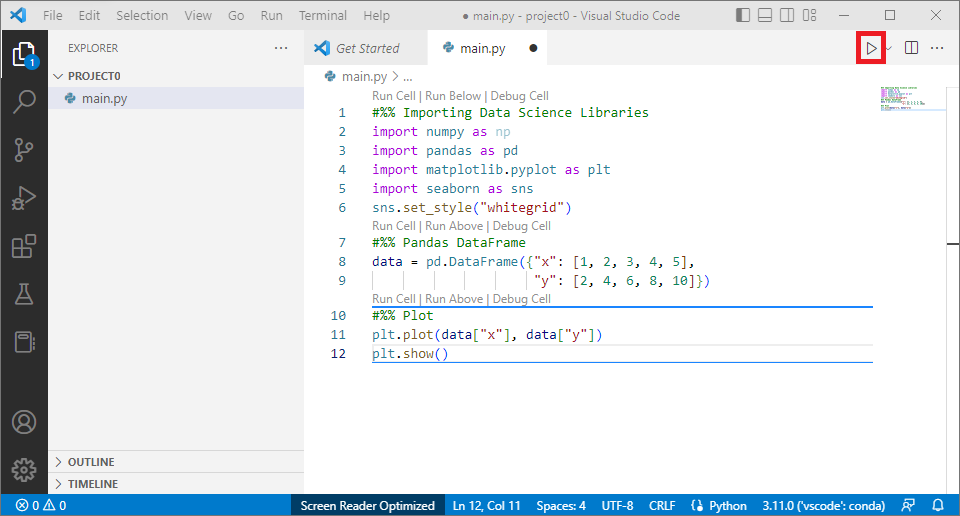 File Edit Selection View Go Run Terminal Help ● main.py - project0 - Visual Studio Code
EXPLORER ···
Get Started main.py ●
PROJECT0
main.py
main.py > ...
Run Cell | Run Below | Debug Cell
1 #%% Importing Data Science Libraries
2 import numpy as np
3 import pandas as pd
4 import matplotlib.pyplot as plt
5 import seaborn as sns
6 sns.set_style("whitegrid")
Run Cell | Run Above | Debug Cell
7 #%% Pandas DataFrame
8 data = pd.DataFrame({"x": [1, 2, 3, 4, 5],
9 "y": [2, 4, 6, 8, 10]})
Run Cell | Run Above | Debug Cell
10 #%% Plot
11 plt.plot(data["x"], data["y"])
12 plt.show()
1
OUTLINE
TIMELINE
0 0 Screen Reader Optimized Ln 12, Col 11 Spaces: 4 UTF-8 CRLF Python 3.11.0 ('vscode': conda)